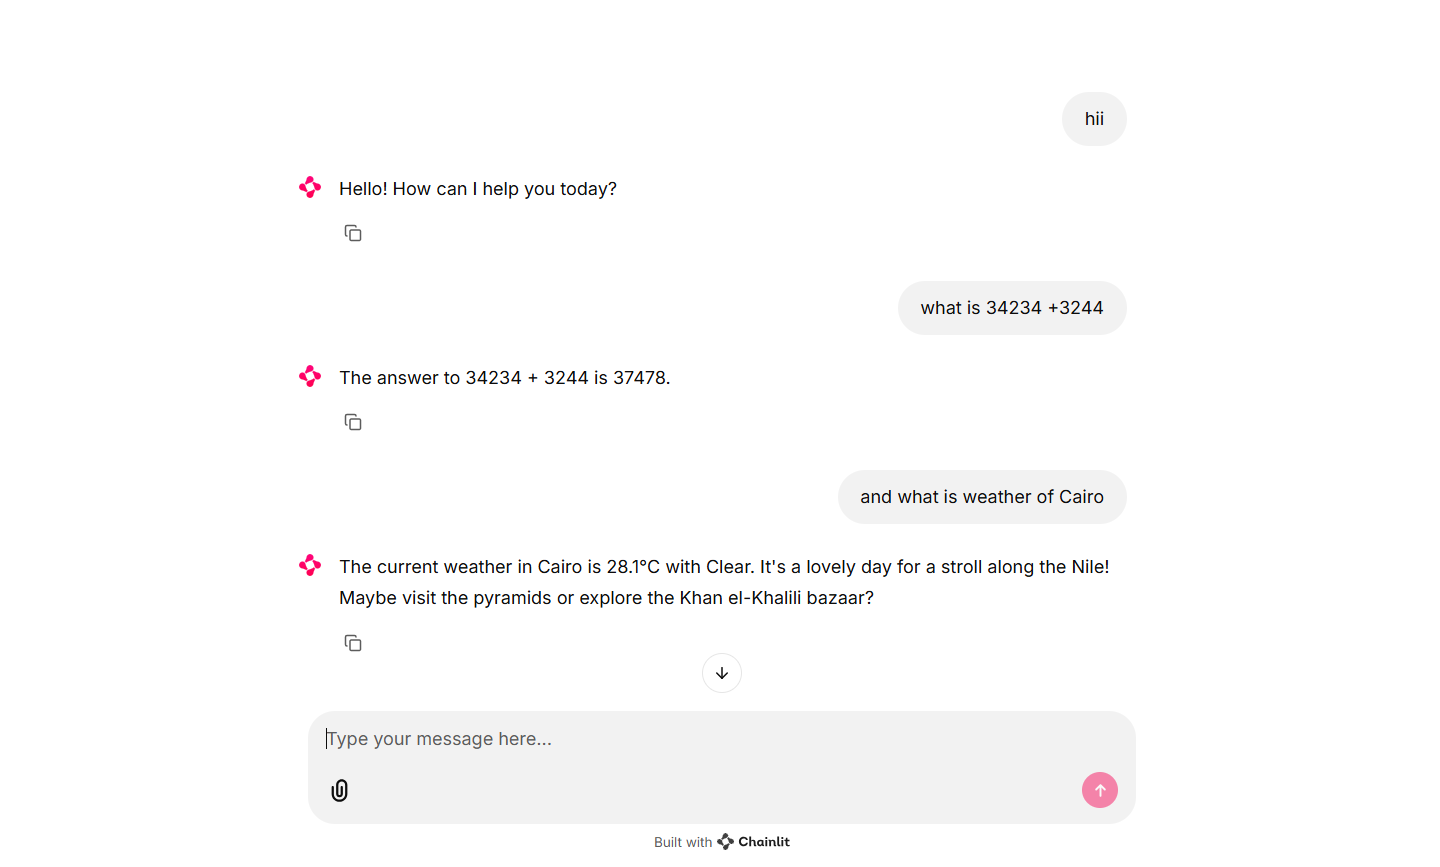 hii
Hello! How can I help you today?
what is 34234 +3244
The answer to 34234 + 3244 is 37478.
and what is weather of Cairo
The current weather in Cairo is 28.1°C with Clear. It's a lovely day for a stroll along the Nile!
Maybe visit the pyramids or explore the Khan el-Khalili bazaar?
Type your message here...
Built with Chainlit